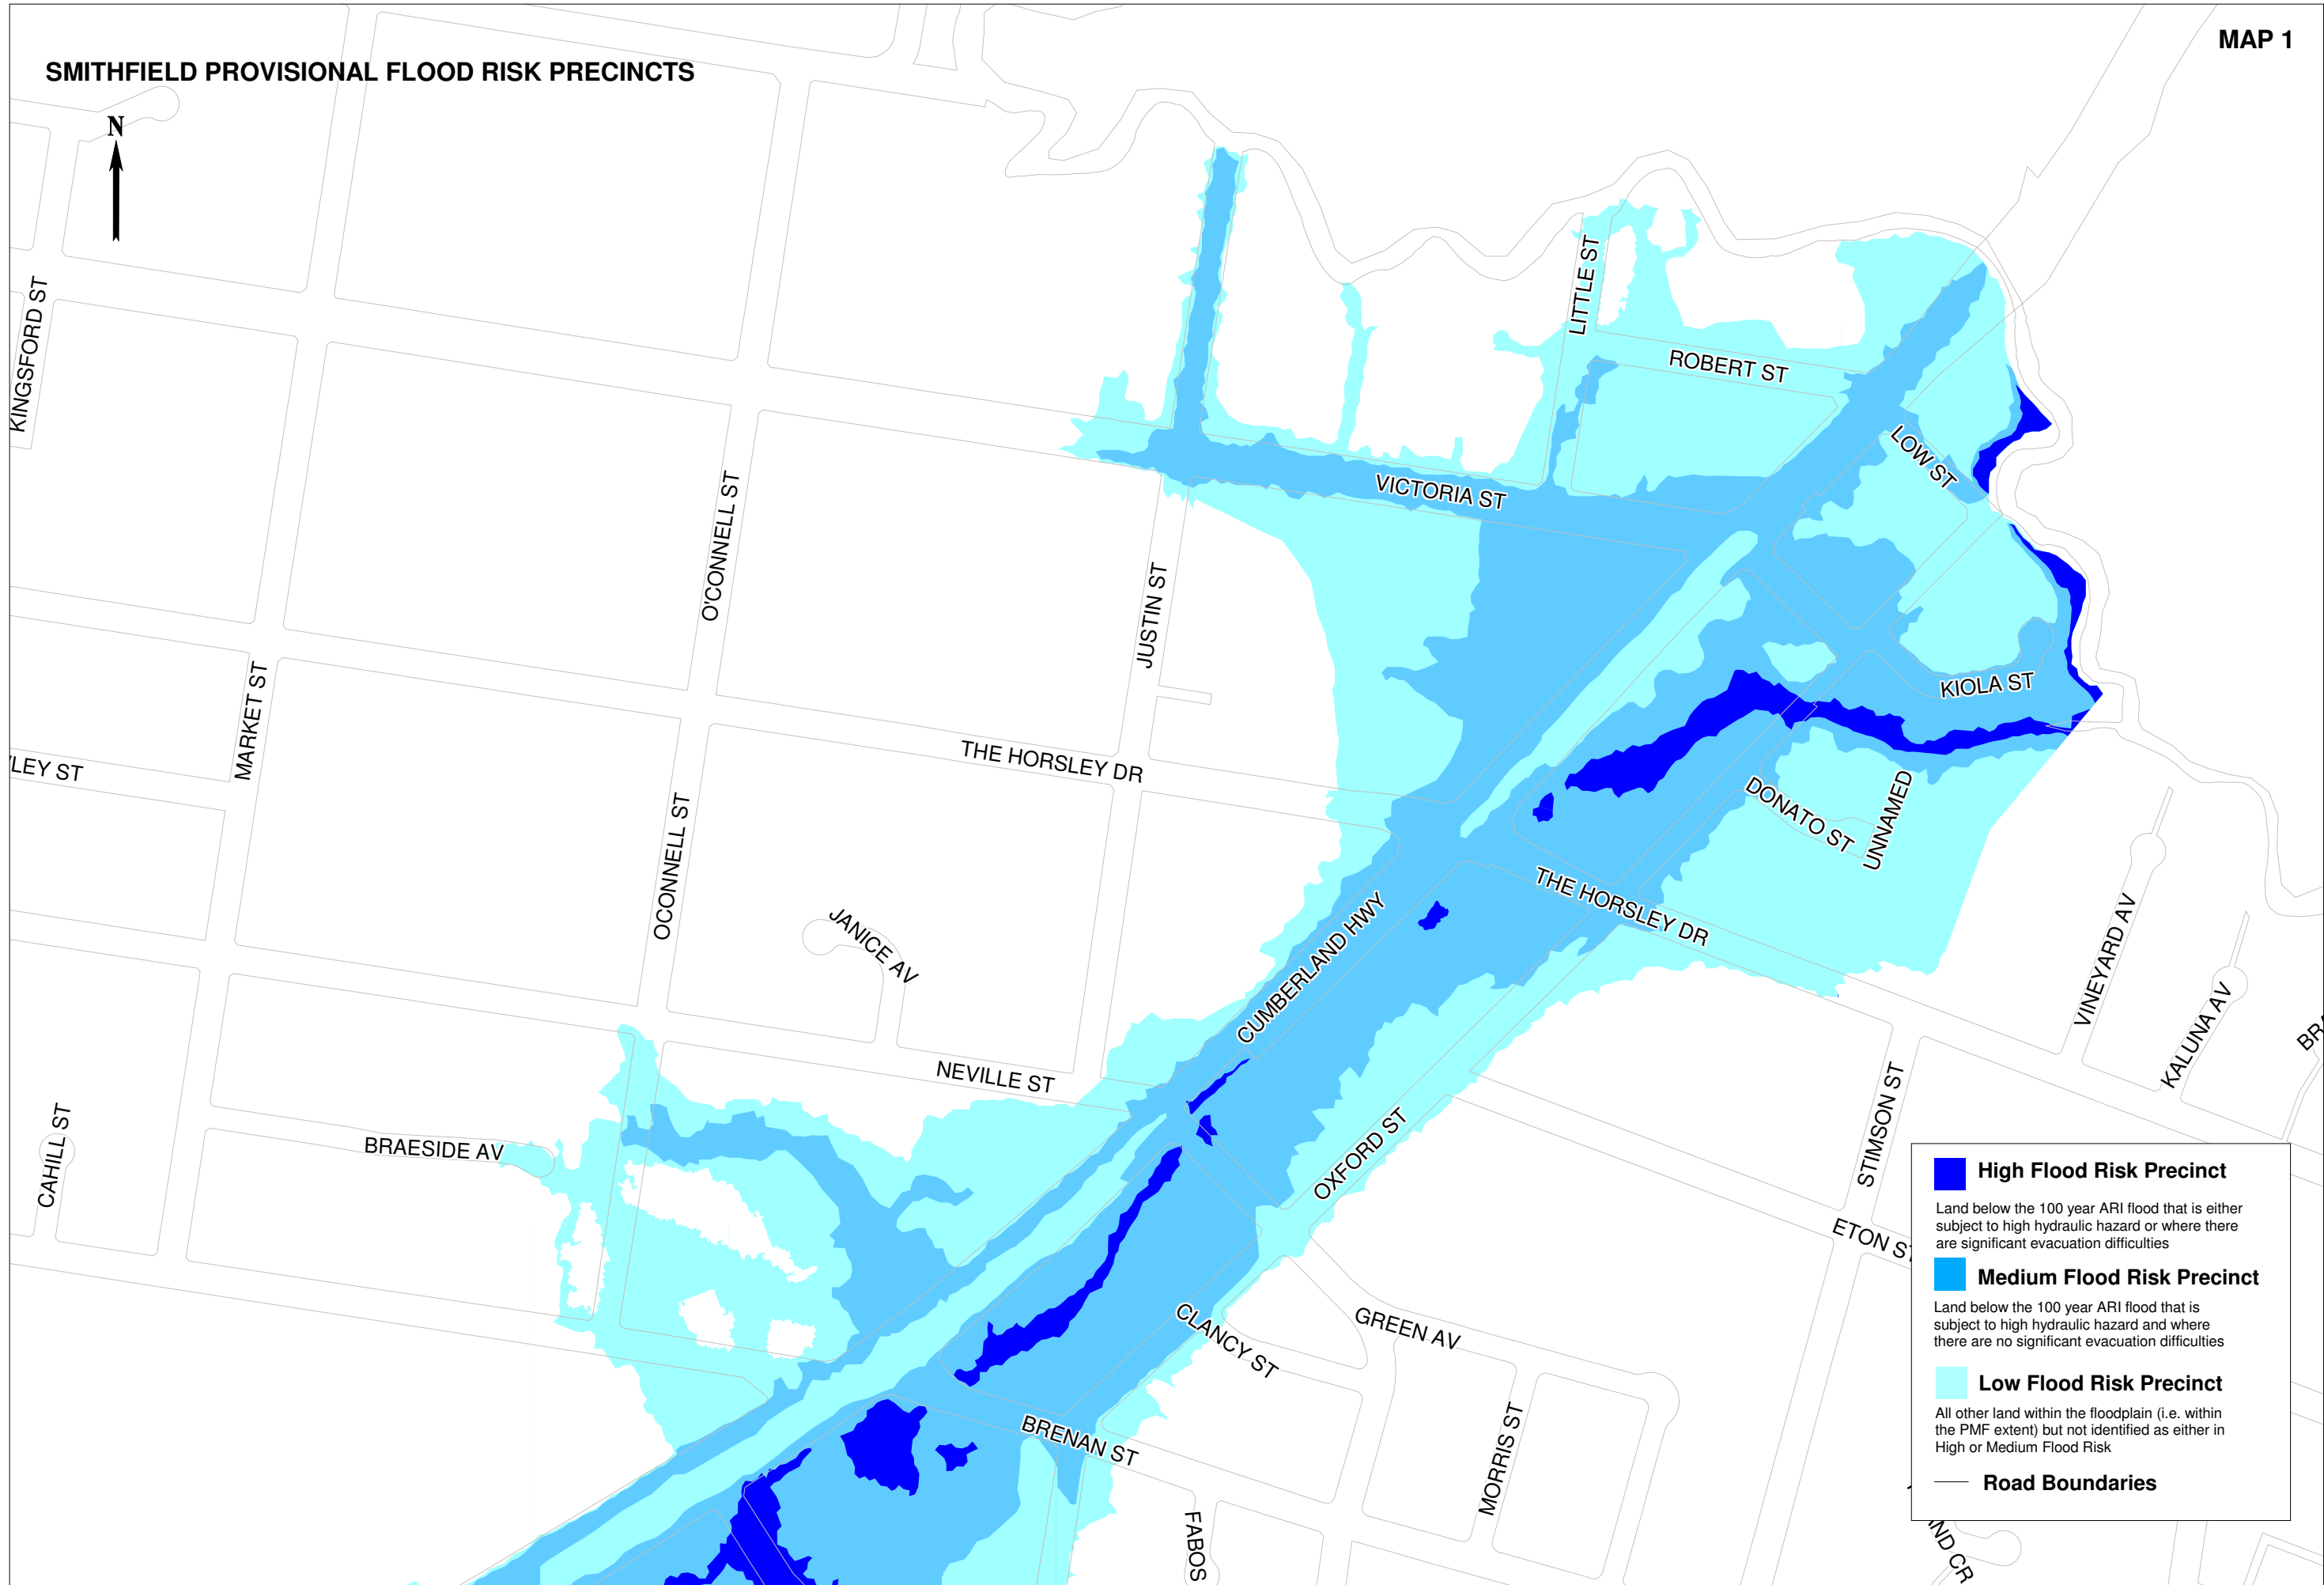 MAP 1
SMITHFIELD PROVISIONAL FLOOD RISK PRECINCTS
N
KINGSFORD ST
LITTLE ST
ROBERT ST
LOW ST
VICTORIA ST
O'CONNELL ST
JUSTIN ST
MARKET ST
KIOLA ST
THE HORSLEY DR
LEY ST
DONATO ST
UNNAMED
OCONNELL ST
THE HORSLEY DR
JANICE AV
CUMBERLAND HWY
VINEYARD AV
KALUNA AV
BRA
NEVILLE ST
STIMSON ST
OXFORD ST
CAHILL ST
BRAESIDE AV
ETON ST
CLANCY ST
GREEN AV
BRENAN ST
MORRIS ST
FABOS
ND CR
High Flood Risk Precinct
Land below the 100 year ARI flood that is either
subject to high hydraulic hazard or where there
are significant evacuation difficulties
Medium Flood Risk Precinct
Land below the 100 year ARI flood that is
subject to high hydraulic hazard and where
there are no significant evacuation difficulties
Low Flood Risk Precinct
All other land within the floodplain (i.e. within
the PMF extent) but not identified as either in
High or Medium Flood Risk
Road Boundaries